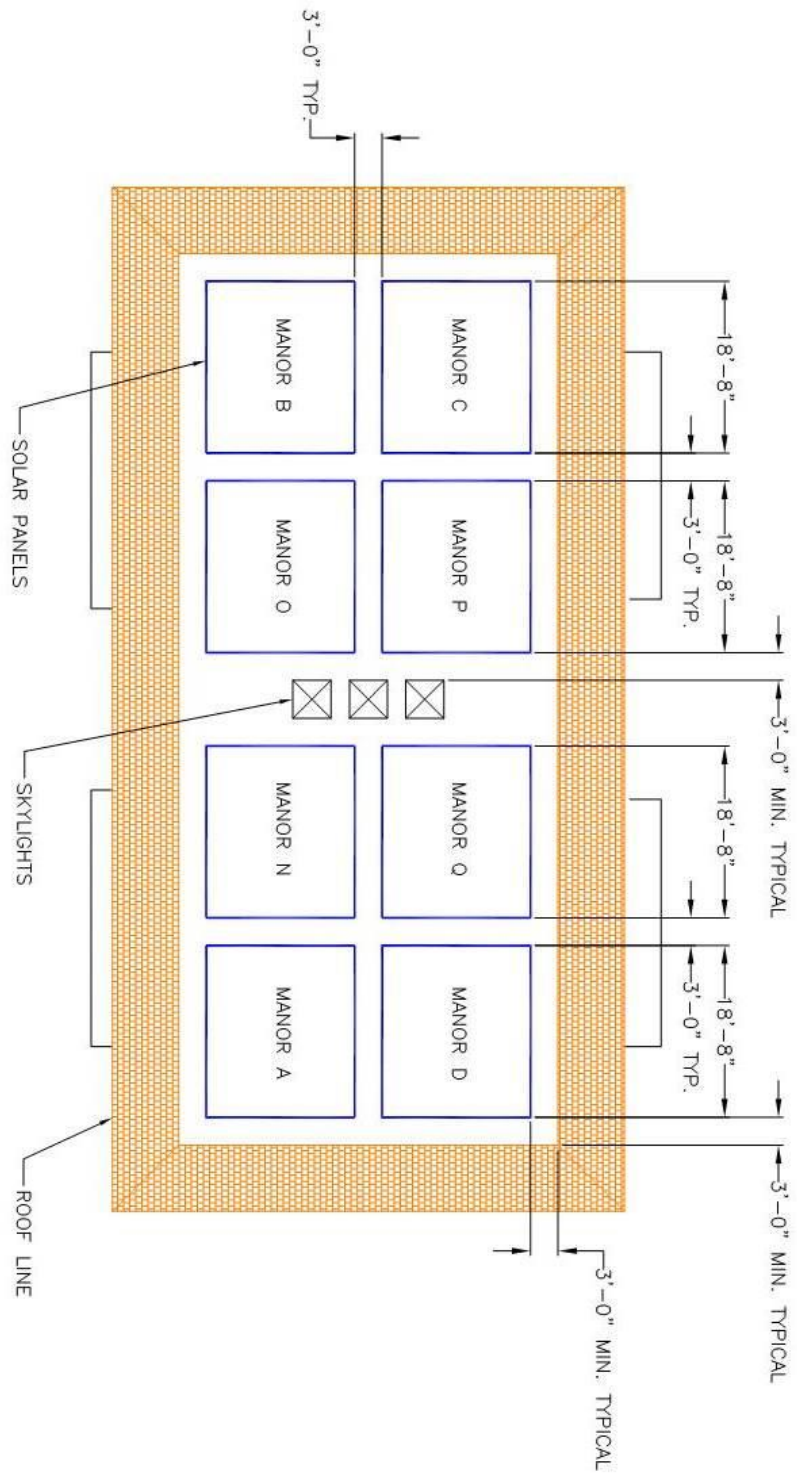 3'-0" MIN. TYPICAL
3'-0" MIN. TYPICAL
18'-8"
18'-8"
18'-8"
18'-8"
3'-0" TYP.
3'-0" TYP.
3'-0" MIN. TYPICAL
MANOR C
MANOR P
MANOR Q
MANOR D
3'-0" TYP.
MANOR B
MANOR O
MANOR N
MANOR A
SOLAR PANELS
SKYLIGHTS
ROOF LINE